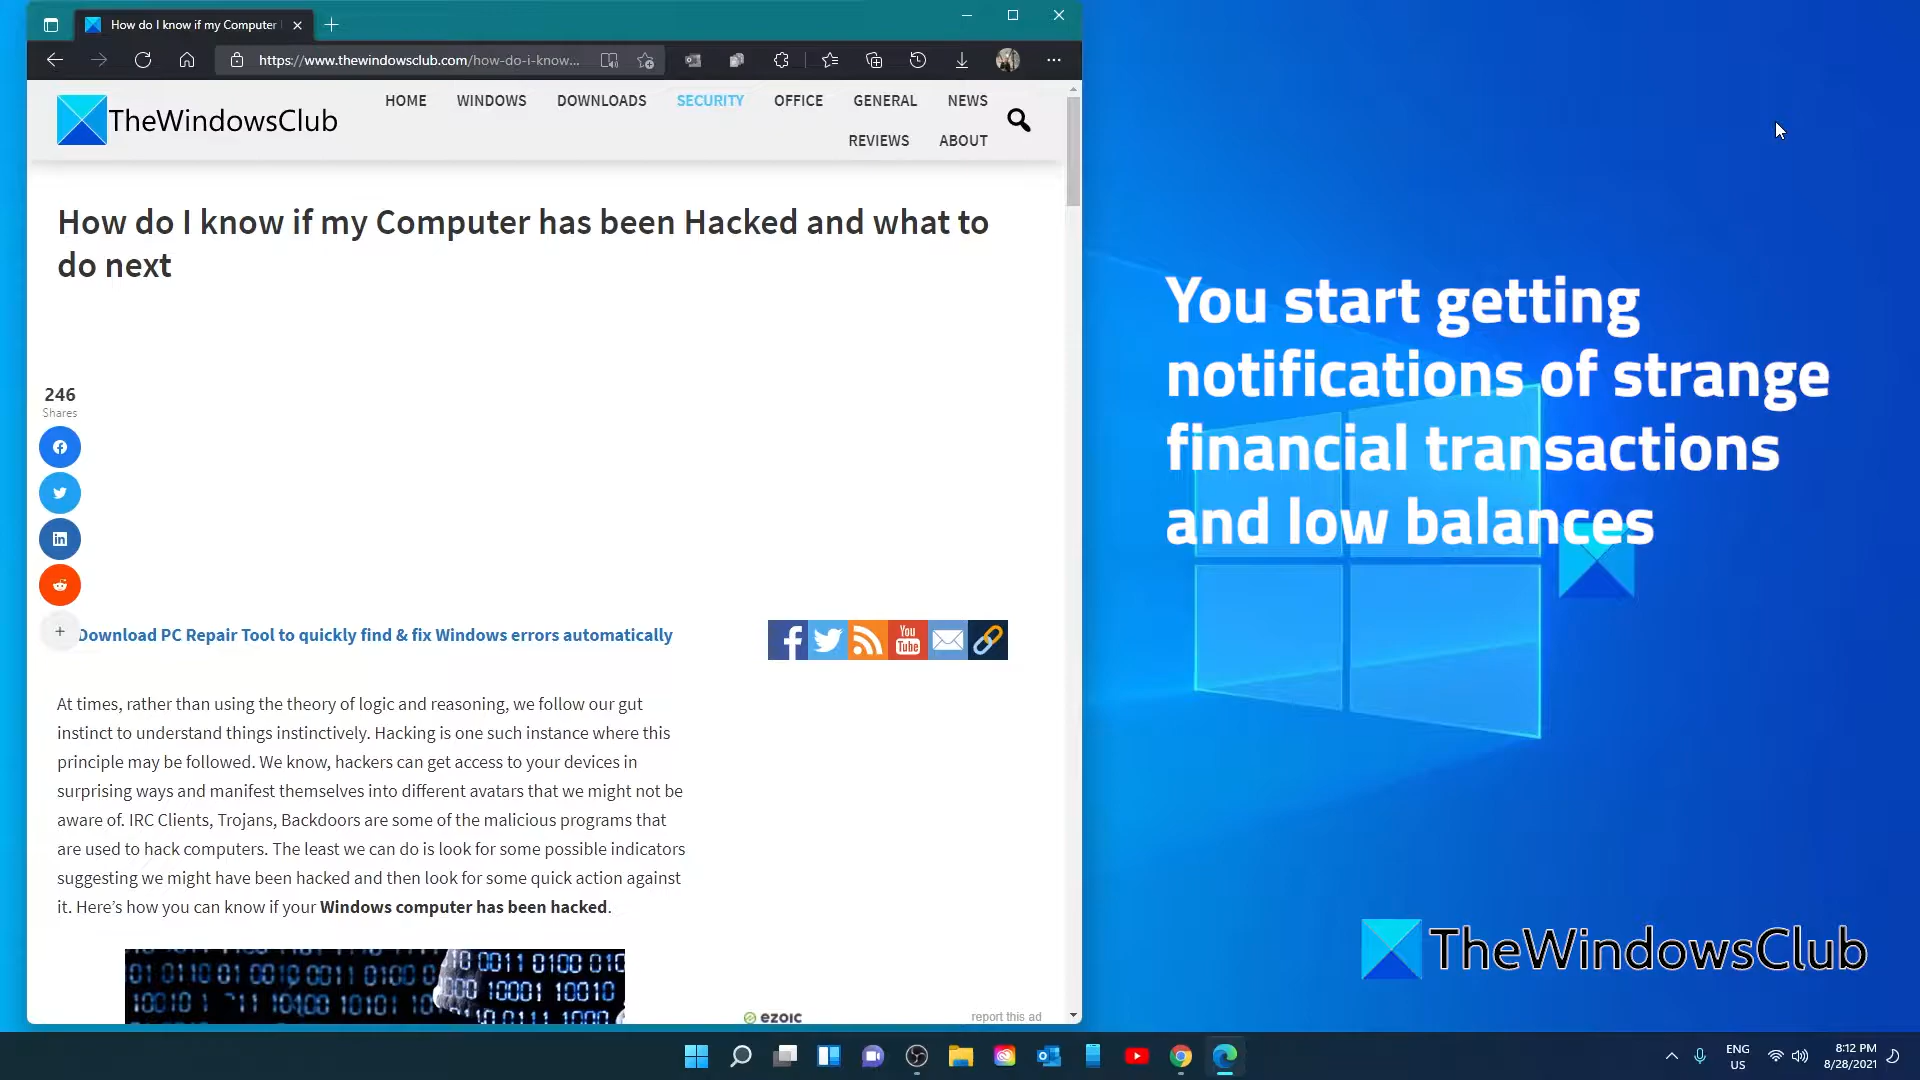 How do I know if my Computer
https://www.thewindowsclub.com/how-do-i-know...
TheWindowsClub
HOME WINDOWS DOWNLOADS SECURITY OFFICE GENERAL NEWS
REVIEWS ABOUT
How do I know if my Computer has been Hacked and what to
do next
246
Shares
Download PC Repair Tool to quickly find & fix Windows errors automatically
You
Tube
At times, rather than using the theory of logic and reasoning, we follow our gut
instinct to understand things instinctively. Hacking is one such instance where this
principle may be followed. We know, hackers can get access to your devices in
surprising ways and manifest themselves into different avatars that we might not be
aware of. IRC Clients, Trojans, Backdoors are some of the malicious programs that
are used to hack computers. The least we can do is look for some possible indicators
suggesting we might have been hacked and then look for some quick action against
it. Here's how you can know if your Windows computer has been hacked.
ezoic
report this ad
You start getting
notifications of strange
financial transactions
and low balances
TheWindowsClub
ENG
US
8:12 PM
8/28/2021